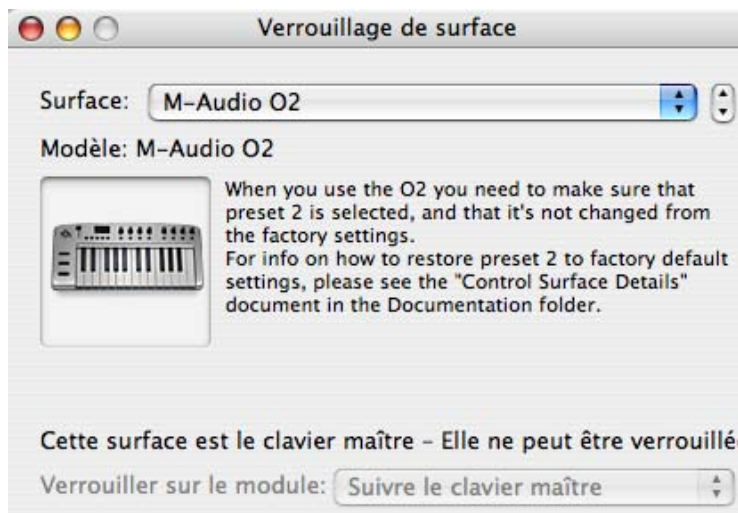 Verrouillage de surface
Surface: M-Audio O2
Modèle: M-Audio O2
When you use the O2 you need to make sure that
preset 2 is selected, and that it's not changed from
the factory settings.
For info on how to restore preset 2 to factory default
settings, please see the "Control Surface Details"
document in the Documentation folder.
Cette surface est le clavier maître – Elle ne peut être verrouillé
Verrouiller sur le module: Suivre le clavier maître